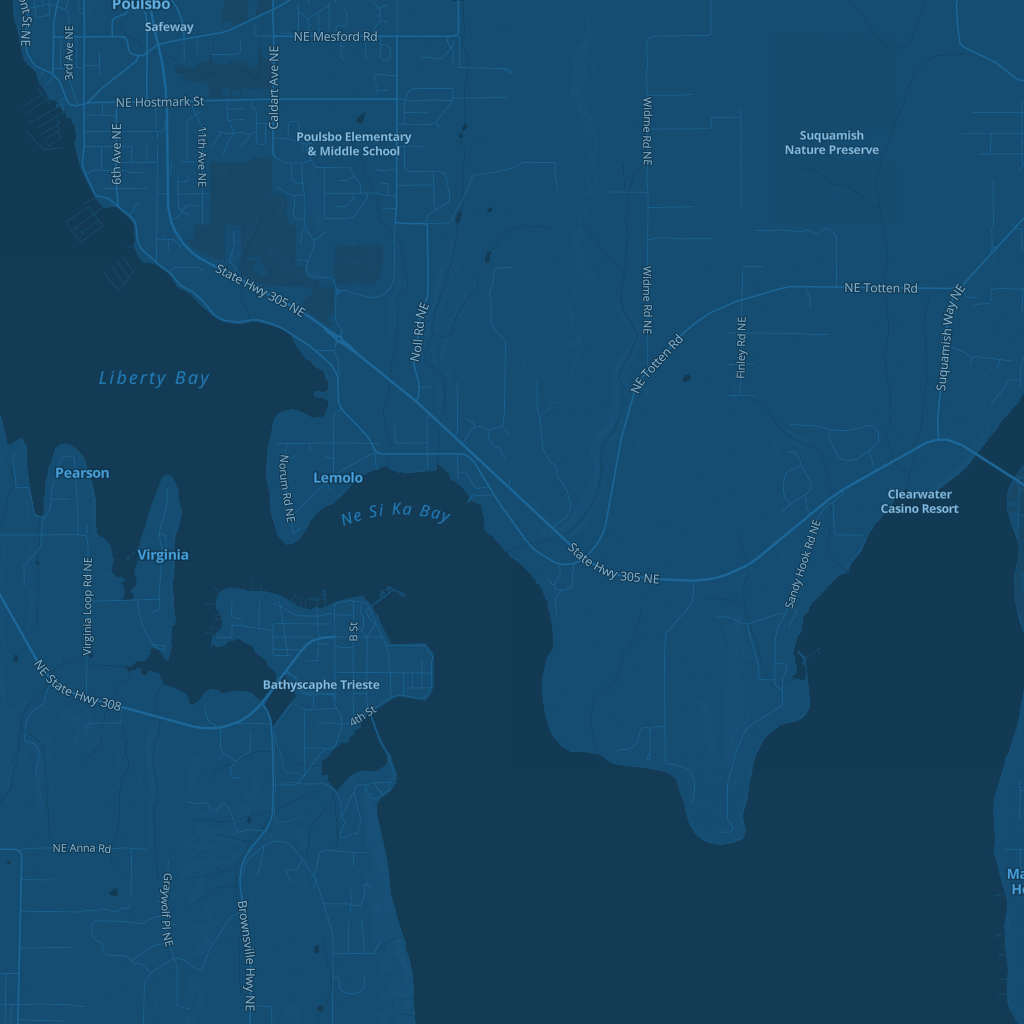 Poulsbo
Safeway
nt St NE
3rd Ave NE
NE Mesford Rd
Caldart Ave NE
NE Hostmark St
6th Ave NE
11th Ave NE
Poulsbo Elementary
& Middle School
Widme Rd NE
Suquamish
Nature Preserve
State Hwy 305 NE
Noll Rd NE
Widme Rd NE
NE Totten Rd
NE Totten Rd
Finley Rd NE
Suquamish Way NE
Liberty Bay
Pearson
Norum Rd NE
Lemolo
Ne Si Ka Bay
Clearwater
Casino Resort
Virginia
Virginia Loop Rd NE
State Hwy 305 NE
Sandy Hook Rd NE
B St
NE State Hwy 308
Bathyscaphe Trieste
4th St
NE Anna Rd
Graywolf Pl NE
Brownsville Hwy NE
Ma
He